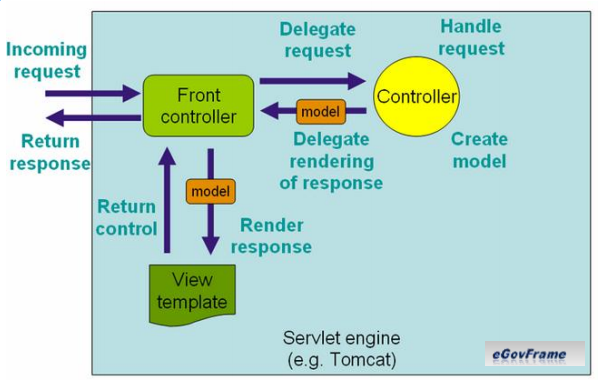 Incoming
request
Return
response
Front
controller
Delegate
request
Handle
request
Controller
model
Delegate
rendering
of response
Create
model
Return
control
model
Render
response
View
template
Servlet engine
(e.g. Tomcat)
eGovFrame